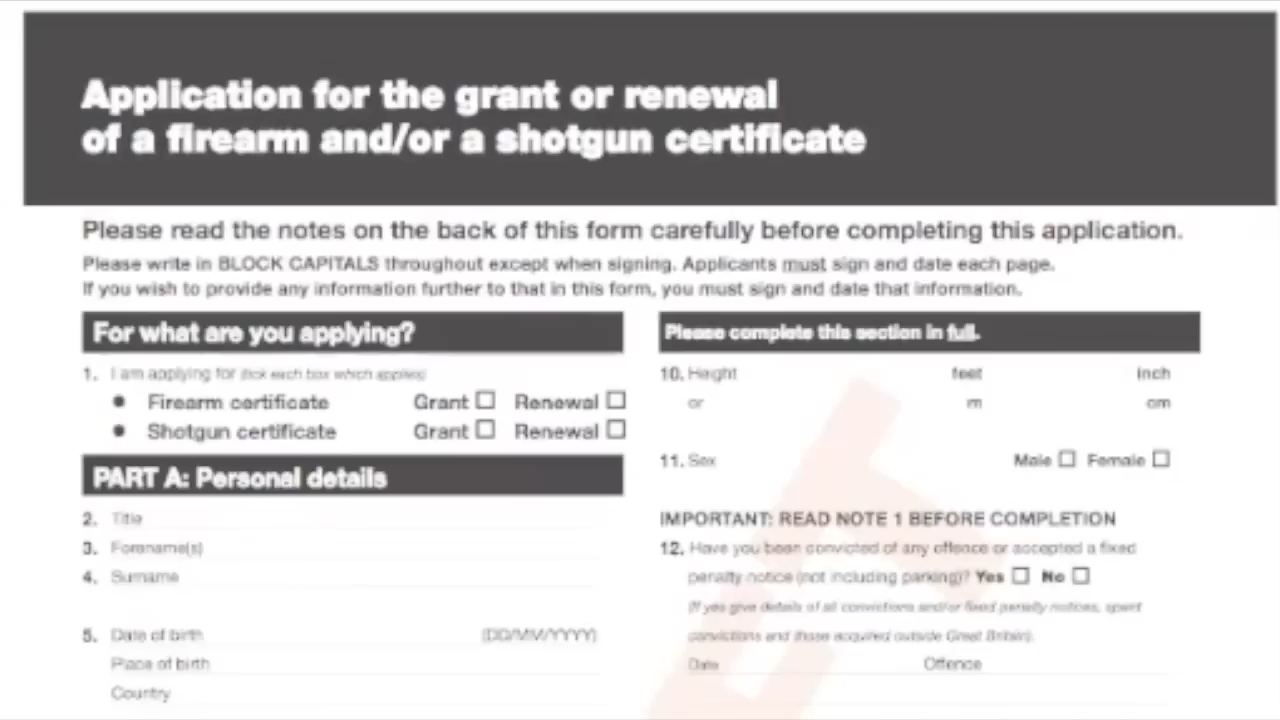 Application for the grant or renewal
of a firearm and/or a shotgun certificate
Please read the notes on the back of this form carefully before completing this application.
Please write in BLOCK CAPITALS throughout except when signing. Applicants must sign and date each page.
If you wish to provide any information further to that in this form, you must sign and date that information.
For what are you applying?
1. I am applying for (tick each box which applies)
• Firearm certificate Grant ☐ Renewal ☐
• Shotgun certificate Grant ☐ Renewal ☐
PART A: Personal details
2. Title
3. Forename(s)
4. Surname
5. Date of birth (DD/MM/YYYY)
Place of birth
Country
Please complete this section in full.
10. Height feet inch
or m cm
11. Sex Male ☐ Female ☐
IMPORTANT: READ NOTE 1 BEFORE COMPLETION
12. Have you been convicted of any offence or accepted a fixed
penalty notice (not including parking)? Yes ☐ No ☐
(If yes give details of all convictions and/or fixed penalty notices, spent
convictions and those acquired outside Great Britain).
Date Offence